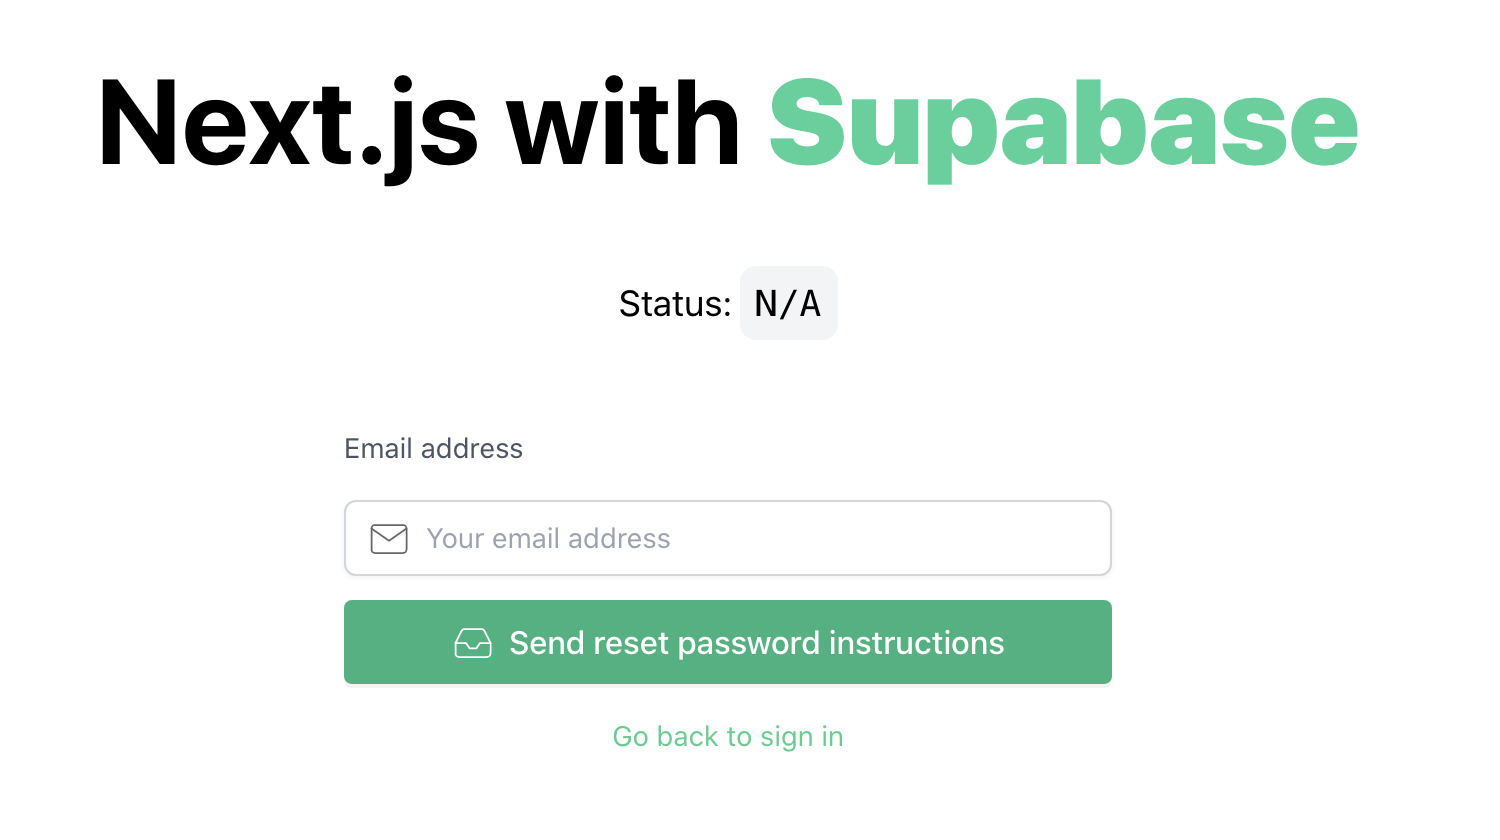 Next.js with Supabase
Status: N/A
Email address
Your email address
Send reset password instructions
Go back to sign in